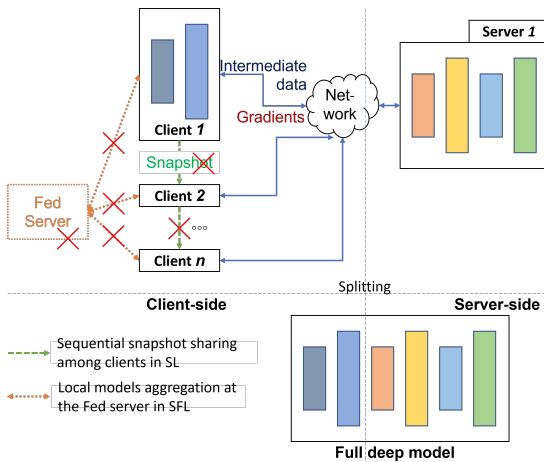 Server 1
Intermediate
data
Gradients
Net-
work
Client 1
Snapshot
Client 2
Fed
Server
Client n
Splitting
Client-side
Server-side
Sequential snapshot sharing
among clients in SL
Local models aggregation at
the Fed server in SFL
Full deep model